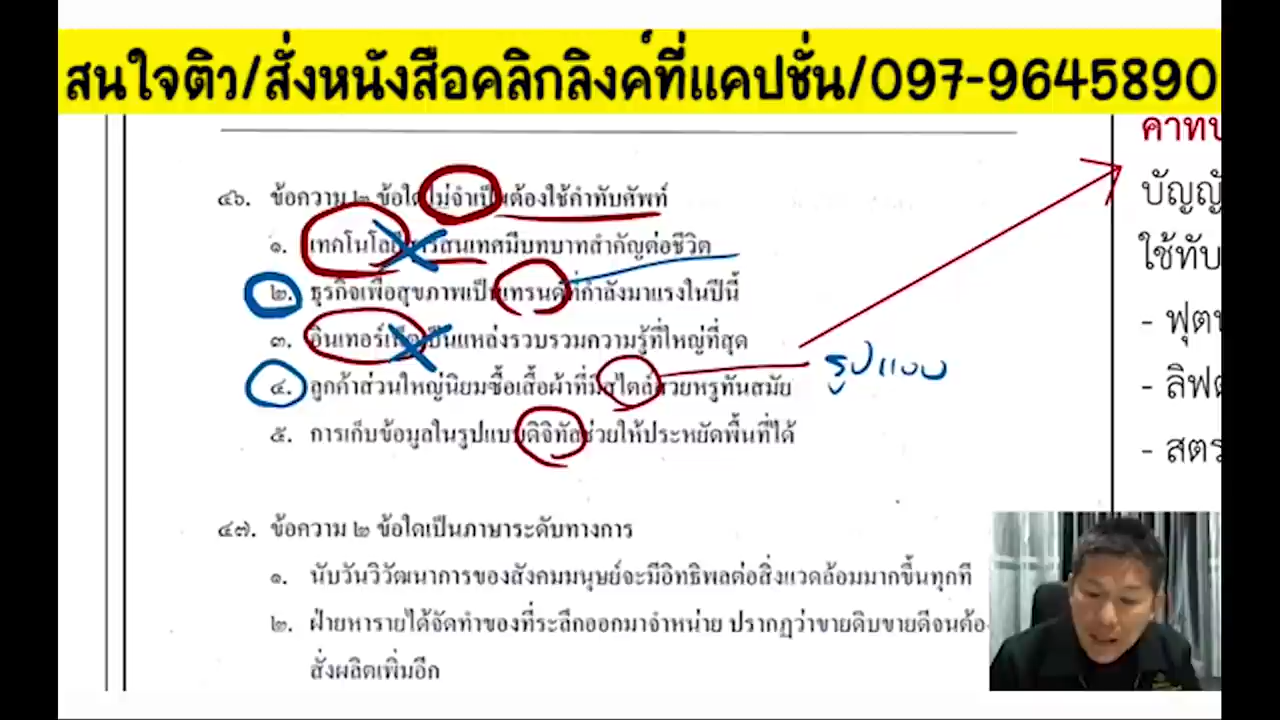 สนใจติว/สั่งหนังสือคลิกลิงค์ที่แคปชั่น/097-9645890
๔๖. ข้อความ ๒ ข้อใดไม่จำเป็นต้องใช้คำทับศัพท์
๑. เทคโนโลยีสารสนเทศมีบทบาทสำคัญต่อชีวิต
๒. ธุรกิจเพื่อสุขภาพเป็นเทรนด์ที่กำลังมาแรงในปีนี้
๓. อินเทอร์เน็ตเป็นแหล่งรวบรวมความรู้ที่ใหญ่ที่สุด
๔. ลูกค้าส่วนใหญ่นิยมซื้อเสื้อผ้าที่มีสไตล์สวยหรูทันสมัย
รูปแบบ
๕. การเก็บข้อมูลในรูปแบบดิจิทัลช่วยให้ประหยัดพื้นที่ได้
๔๗. ข้อความ ๒ ข้อใดเป็นภาษาระดับทางการ
๑. นับวันวิวัฒนาการของสังคมมนุษย์จะมีอิทธิพลต่อสิ่งแวดล้อมมากขึ้นทุกที
๒. ฝ่ายหารายได้จัดทำของที่ระลึกออกมาจำหน่าย ปรากฏว่าขายดิบขายดีจนต้อง
สั่งผลิตเพิ่มอีก
บัญญั
ใช้ทับ
- ฟุต
- ลิฟ
- สตร